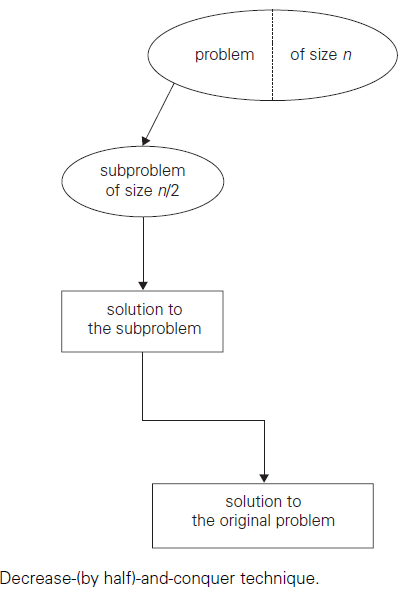 problem of size n
subproblem
of size n/2
solution to
the subproblem
solution to
the original problem
Decrease-(by half)-and-conquer technique.